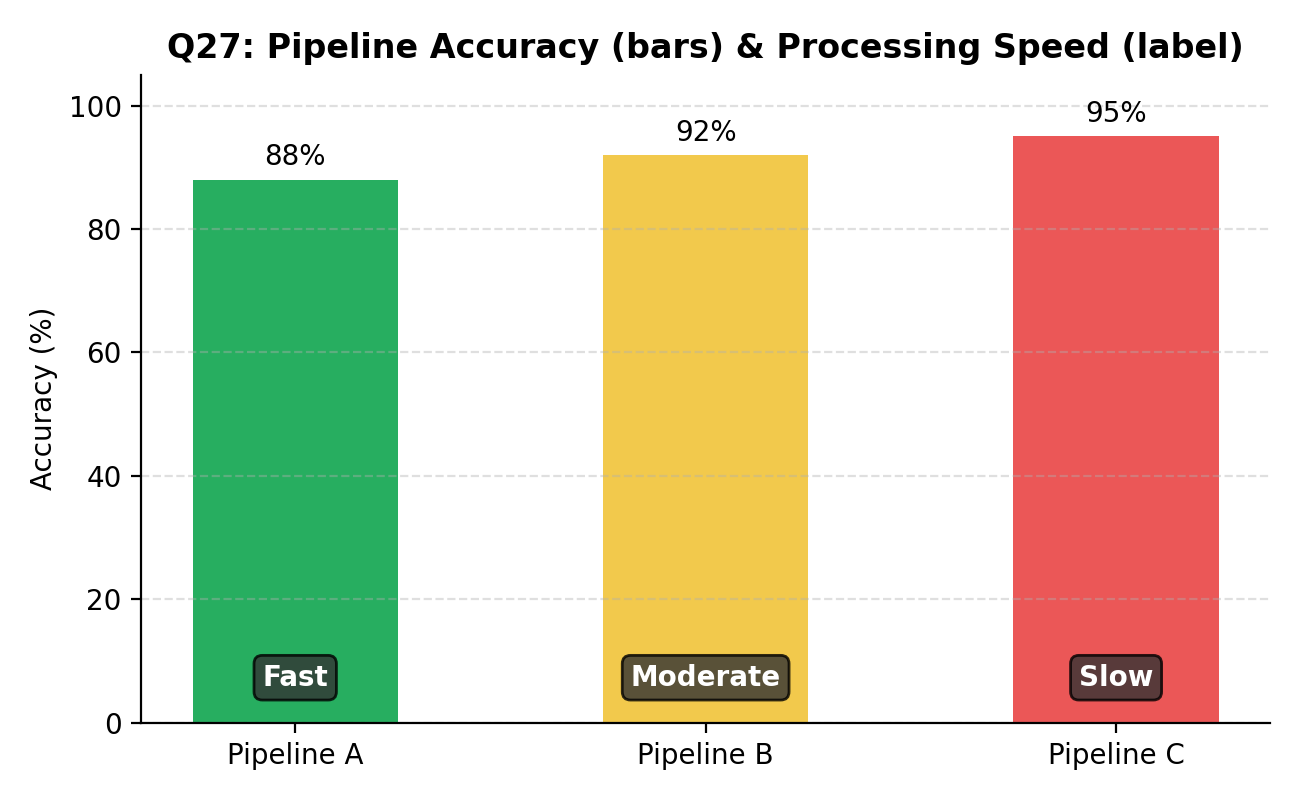 Q27: Pipeline Accuracy (bars) & Processing Speed (label)
Accuracy (%)
100
80
60
40
20
0
88%
92%
95%
Fast
Moderate
Slow
Pipeline A
Pipeline B
Pipeline C